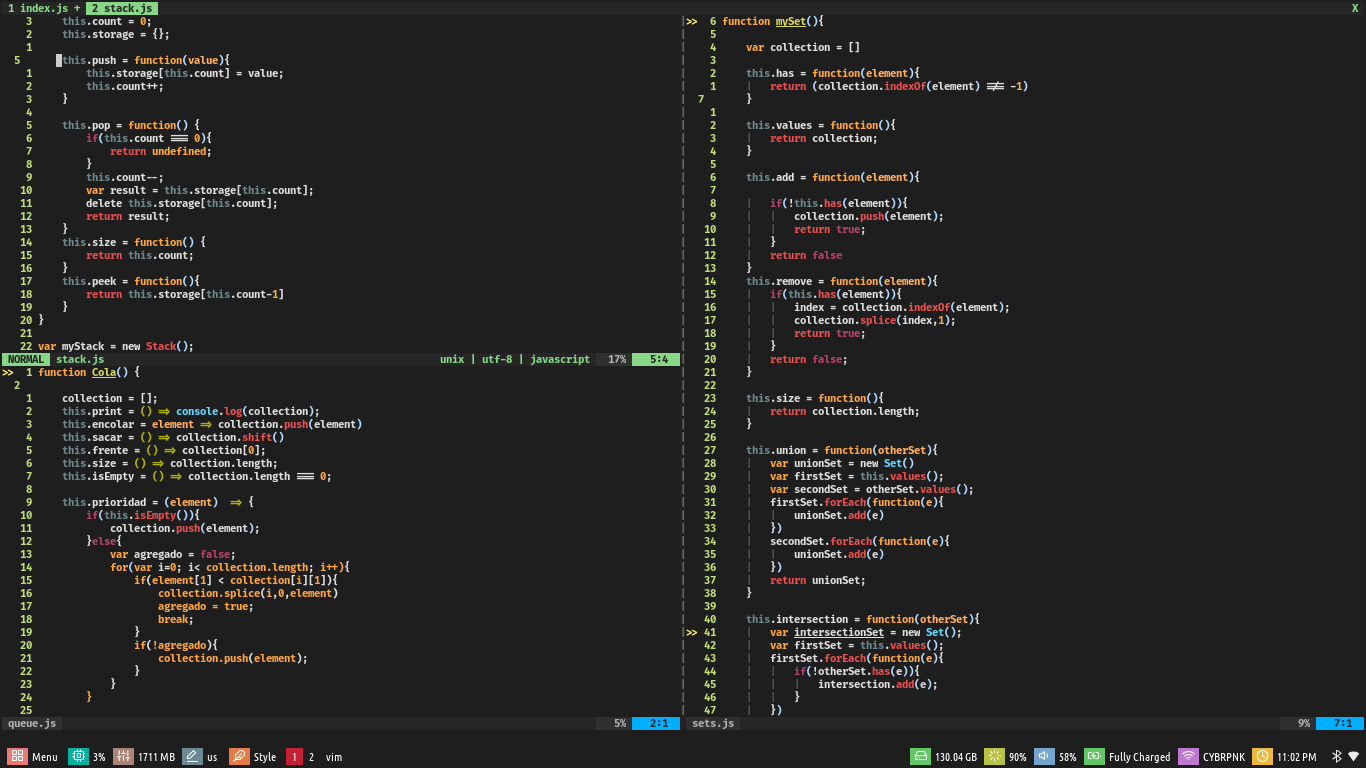 1 index.js + 2 stack.js X
3 this.count = 0;
2 this.storage = {};
1
5 this.push = function(value){
1 this.storage[this.count] = value;
2 this.count++;
3 }
4
5 this.pop = function() {
6 if(this.count === 0){
7 return undefined;
8 }
9 this.count--;
10 var result = this.storage[this.count];
11 delete this.storage[this.count];
12 return result;
13 }
14 this.size = function() {
15 return this.count;
16 }
17 this.peek = function(){
18 return this.storage[this.count-1]
19 }
20 }
21
22 var myStack = new Stack();
NORMAL stack.js unix | utf-8 | javascript 17% 5:4
>> 1 function Cola() {
2
1 collection = [];
2 this.print = () => console.log(collection);
3 this.encolar = element => collection.push(element)
4 this.sacar = () => collection.shift()
5 this.frente = () => collection[0];
6 this.size = () => collection.length;
7 this.isEmpty = () => collection.length === 0;
8
9 this.prioridad = (element) => {
10 if(this.isEmpty()){
11 collection.push(element);
12 }else{
13 var agregado = false;
14 for(var i=0; i< collection.length; i++){
15 if(element[1] < collection[i][1]){
16 collection.splice(i,0,element)
17 agregado = true;
18 break;
19 }
20 if(!agregado){
21 collection.push(element);
22 }
23 }
24 }
25
queue.js 5% 2:1
>> 6 function mySet(){
5
4 var collection = []
3
2 this.has = function(element){
1 return (collection.indexOf(element) !== -1)
7 }
1
2 this.values = function(){
3 return collection;
4 }
5
6 this.add = function(element){
7
8 if(!this.has(element)){
9 collection.push(element);
10 return true;
11 }
12 return false
13 }
14 this.remove = function(element){
15 if(this.has(element)){
16 index = collection.indexOf(element);
17 collection.splice(index,1);
18 return true;
19 }
20 return false;
21 }
22
23 this.size = function(){
24 return collection.length;
25 }
26
27 this.union = function(otherSet){
28 var unionSet = new Set()
29 var firstSet = this.values();
30 var secondSet = otherSet.values();
31 firstSet.forEach(function(e){
32 unionSet.add(e)
33 })
34 secondSet.forEach(function(e){
35 unionSet.add(e)
36 })
37 return unionSet;
38 }
39
40 this.intersection = function(otherSet){
>> 41 var intersectionSet = new Set();
42 var firstSet = this.values();
43 firstSet.forEach(function(e){
44 if(!otherSet.has(e)){
45 intersection.add(e);
46 }
47 })
sets.js 9% 7:1
Menu 3% 1711 MB us Style 1 2 vim 130.04 GB 90% 58% Fully Charged CYBRPNK 11:02 PM